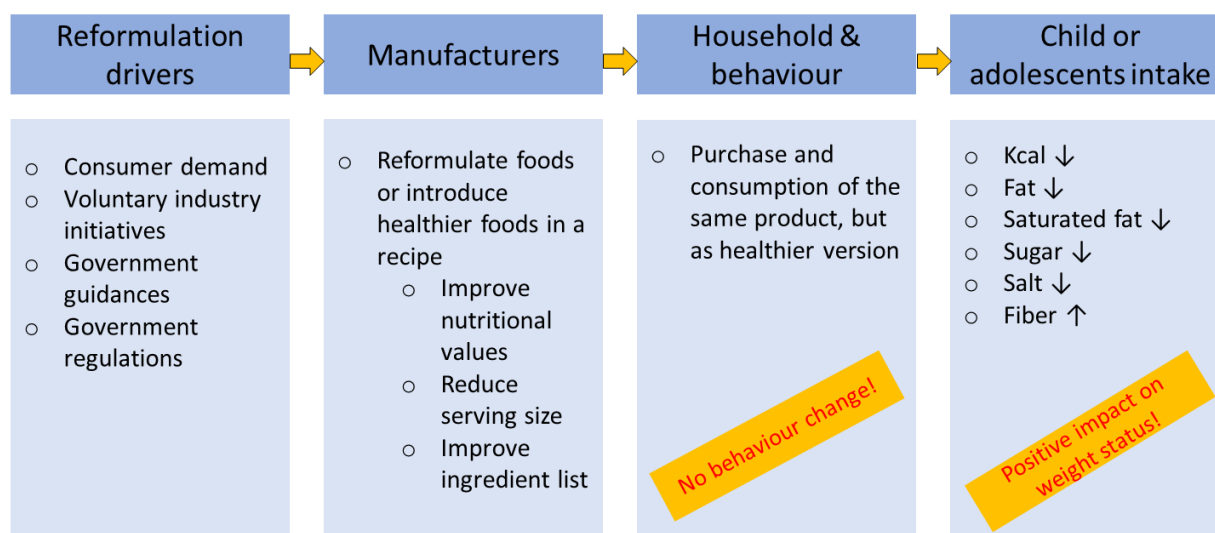 Reformulation
drivers
Manufacturers
Household &
behaviour
Child or
adolescents intake
o Consumer demand
o Voluntary industry
initiatives
o Government
guidances
o Government
regulations
o Reformulate foods
or introduce
healthier foods in a
recipe
o Improve
nutritional
values
o Reduce
serving size
o Improve
ingredient list
o Purchase and
consumption of the
same product, but
as healthier version
No behaviour change!
o Kcal ↓
o Fat ↓
o Saturated fat ↓
o Sugar ↓
o Salt ↓
o Fiber ↑
Positive impact on
weight status!